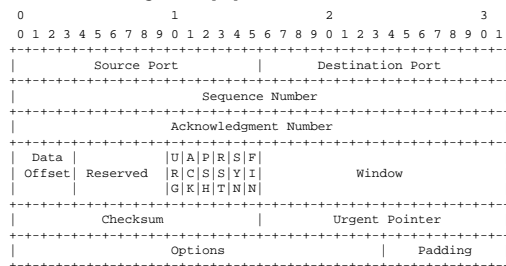 0                   1                   2                   3
0 1 2 3 4 5 6 7 8 9 0 1 2 3 4 5 6 7 8 9 0 1 2 3 4 5 6 7 8 9 0 1
+-+-+-+-+-+-+-+-+-+-+-+-+-+-+-+-+-+-+-+-+-+-+-+-+-+-+-+-+-+-+-+
|          Source Port          |       Destination Port
+-+-+-+-+-+-+-+-+-+-+-+-+-+-+-+-+-+-+-+-+-+-+-+-+-+-+-+-+-+-+-+
|                        Sequence Number
+-+-+-+-+-+-+-+-+-+-+-+-+-+-+-+-+-+-+-+-+-+-+-+-+-+-+-+-+-+-+-+
|                    Acknowledgment Number
+-+-+-+-+-+-+-+-+-+-+-+-+-+-+-+-+-+-+-+-+-+-+-+-+-+-+-+-+-+-+-+
|  Data |           |U|A|P|R|S|F|
| Offset| Reserved  |R|C|S|S|Y|I|            Window
|       |           |G|K|H|T|N|N|
+-+-+-+-+-+-+-+-+-+-+-+-+-+-+-+-+-+-+-+-+-+-+-+-+-+-+-+-+-+-+-+
|           Checksum            |         Urgent Pointer
+-+-+-+-+-+-+-+-+-+-+-+-+-+-+-+-+-+-+-+-+-+-+-+-+-+-+-+-+-+-+-+
|                    Options                    |    Padding
+-+-+-+-+-+-+-+-+-+-+-+-+-+-+-+-+-+-+-+-+-+-+-+-+-+-+-+-+-+-+-+